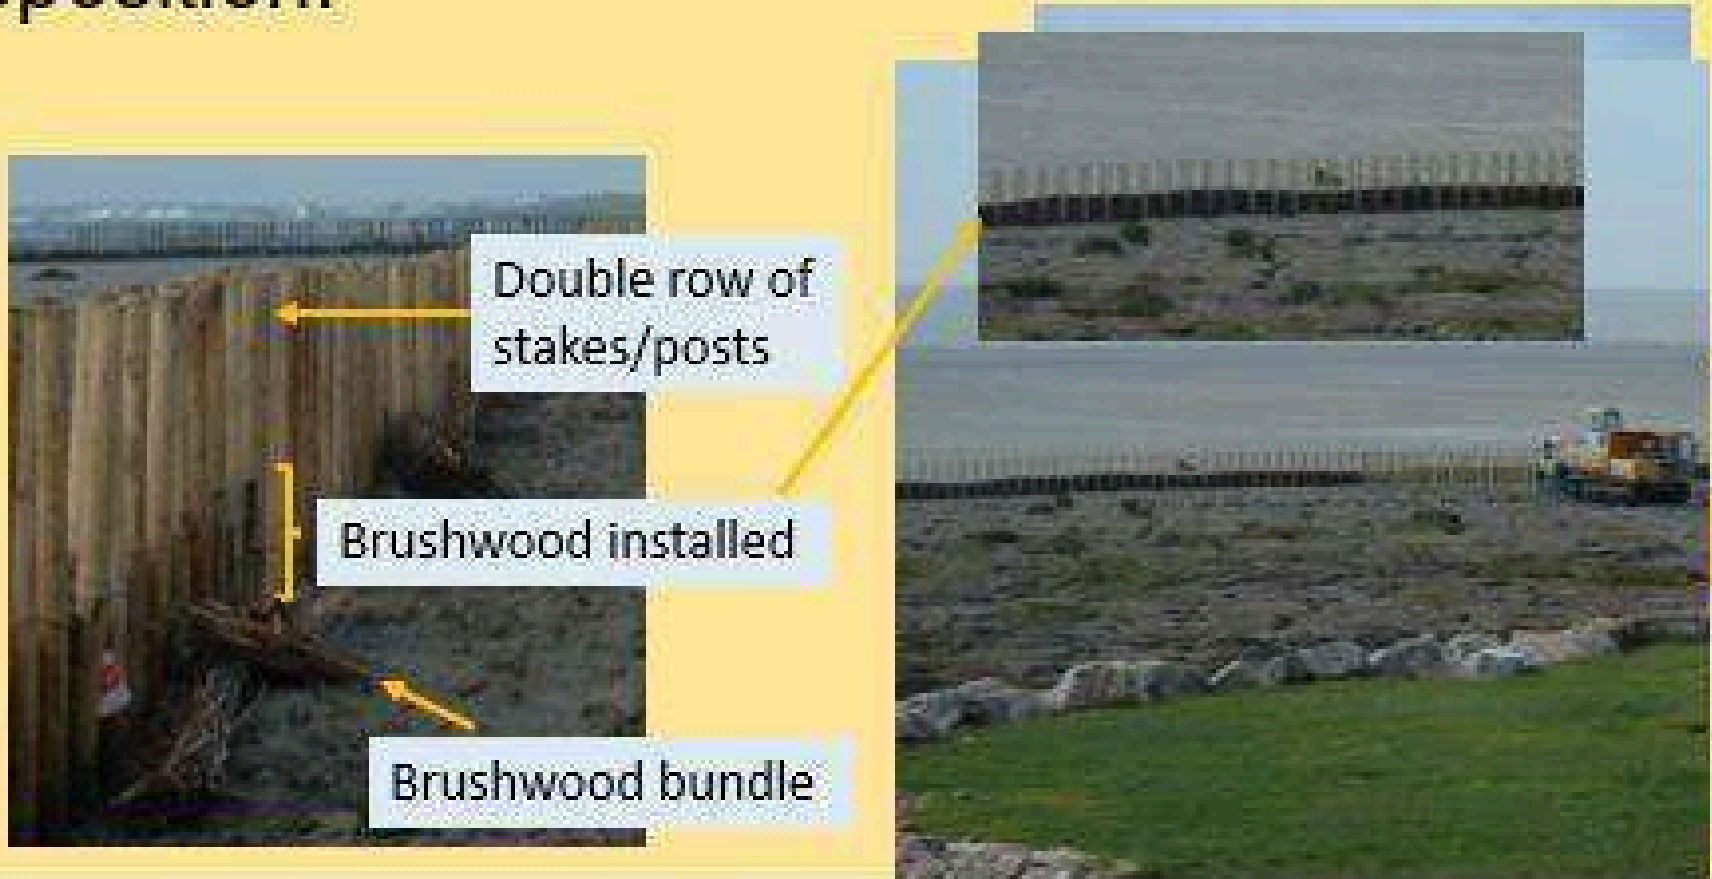 Double row of
stakes/posts
Brushwood installed
Brushwood bundle